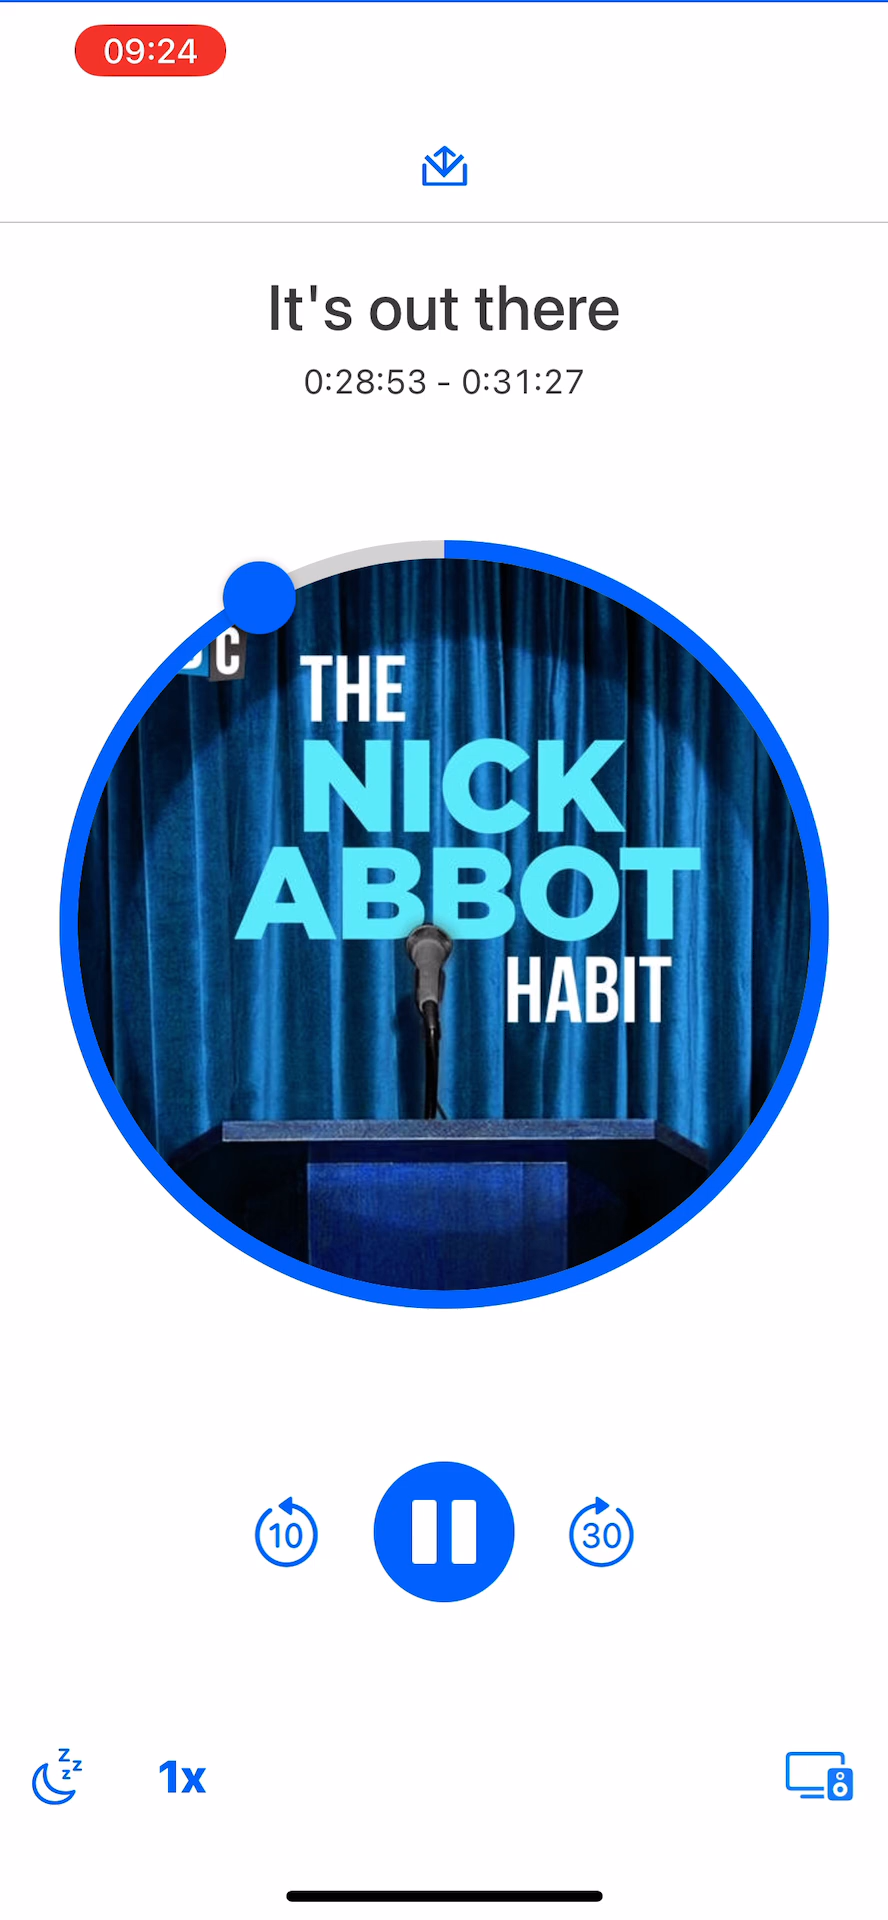 09:24
It's out there
0:28:53 - 0:31:27
C
THE
NICK
ABBOT
HABIT
10
30
z z z
1x